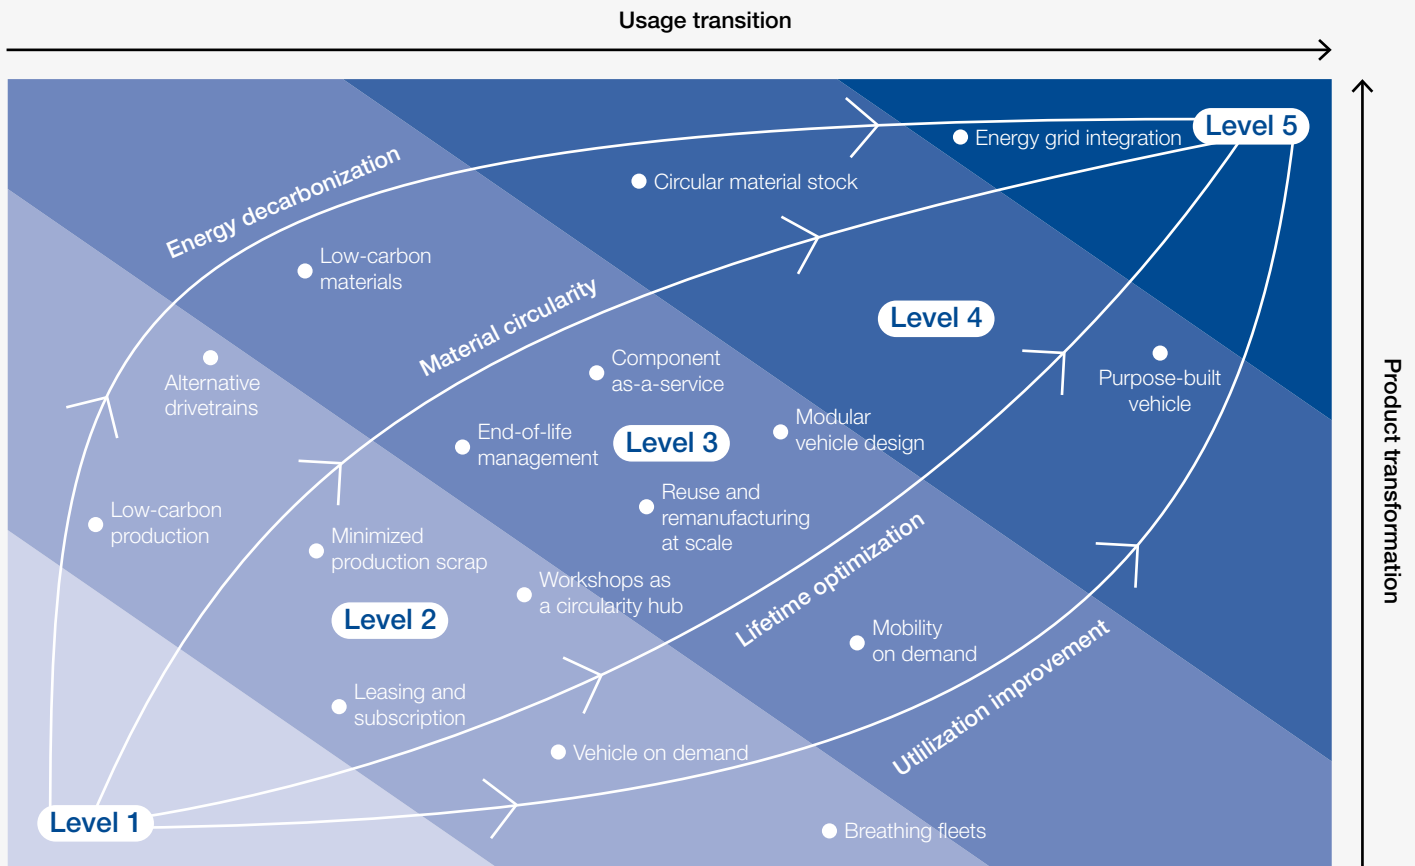 Usage transition
Level 5
Energy grid integration
Energy decarbonization
Circular material stock
Low-carbon
materials
Material circularity
Level 4
Component
as-a-service
Alternative
drivetrains
Purpose-built
vehicle
Product transformation
Modular
vehicle design
End-of-life
management
Level 3
Reuse and
remanufacturing
at scale
Low-carbon
production
Minimized
production scrap
Workshops as
a circularity hub
Lifetime optimization
Level 2
Mobility
on demand
Utlilization improvement
Leasing and
subscription
Vehicle on demand
Level 1
Breathing fleets